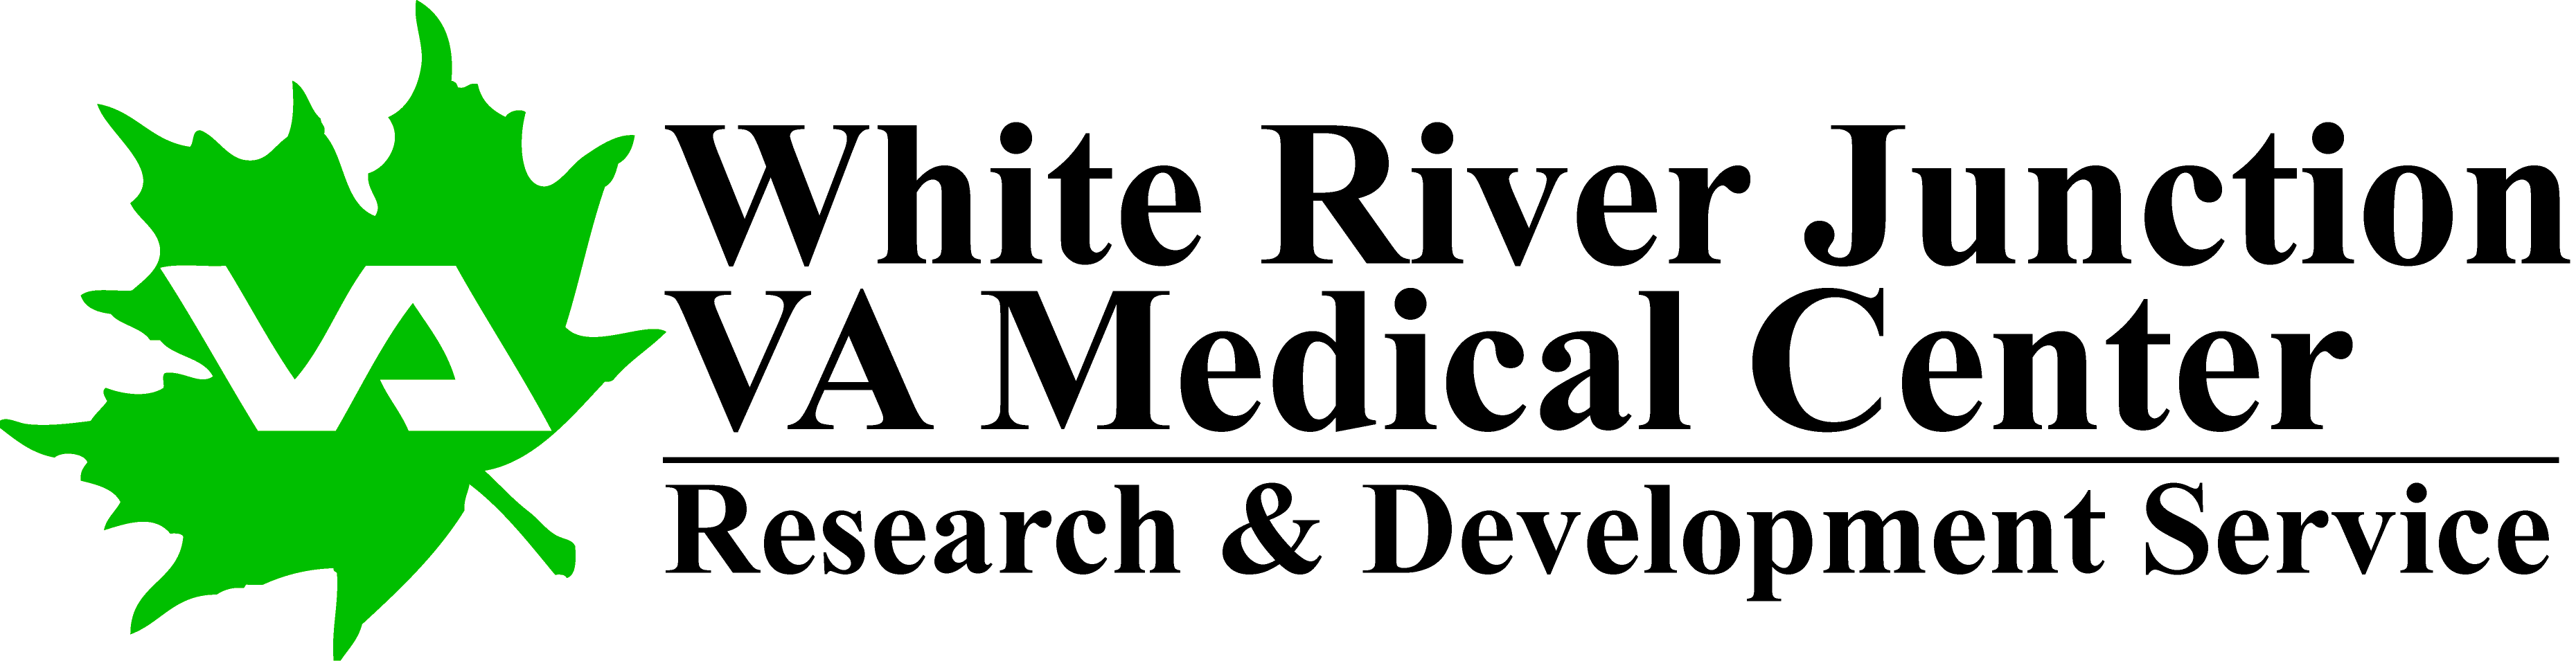 VA
White River Junction
VA Medical Center
Research & Development Service